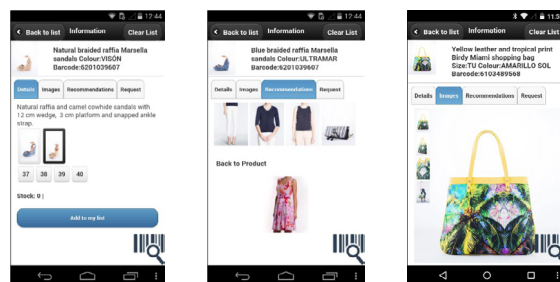 12:44
Back to list Information Clear List
Natural braided raffia Marsella
sandals Colour:VISÓN
Barcode:6201039607
Details Images Recommendations Request
Natural raffia and camel cowhide sandals with
12 cm wedge, 3 cm platform and snapped ankle
strap.
37 38 39 40
Stock: 0 |
Add to my list
12:44
Back to list Information Clear List
Blue braided raffia Marsella
sandals Colour:ULTRAMAR
Barcode:6201039607
Details Images Recommendations Request
Back to Product
Back to list Information Clear List
Yellow leather and tropical print
Birdy Miami shopping bag
Size:TU Colour:AMARILLO SOL
Barcode:6103489568
Details Images Recommendations Request